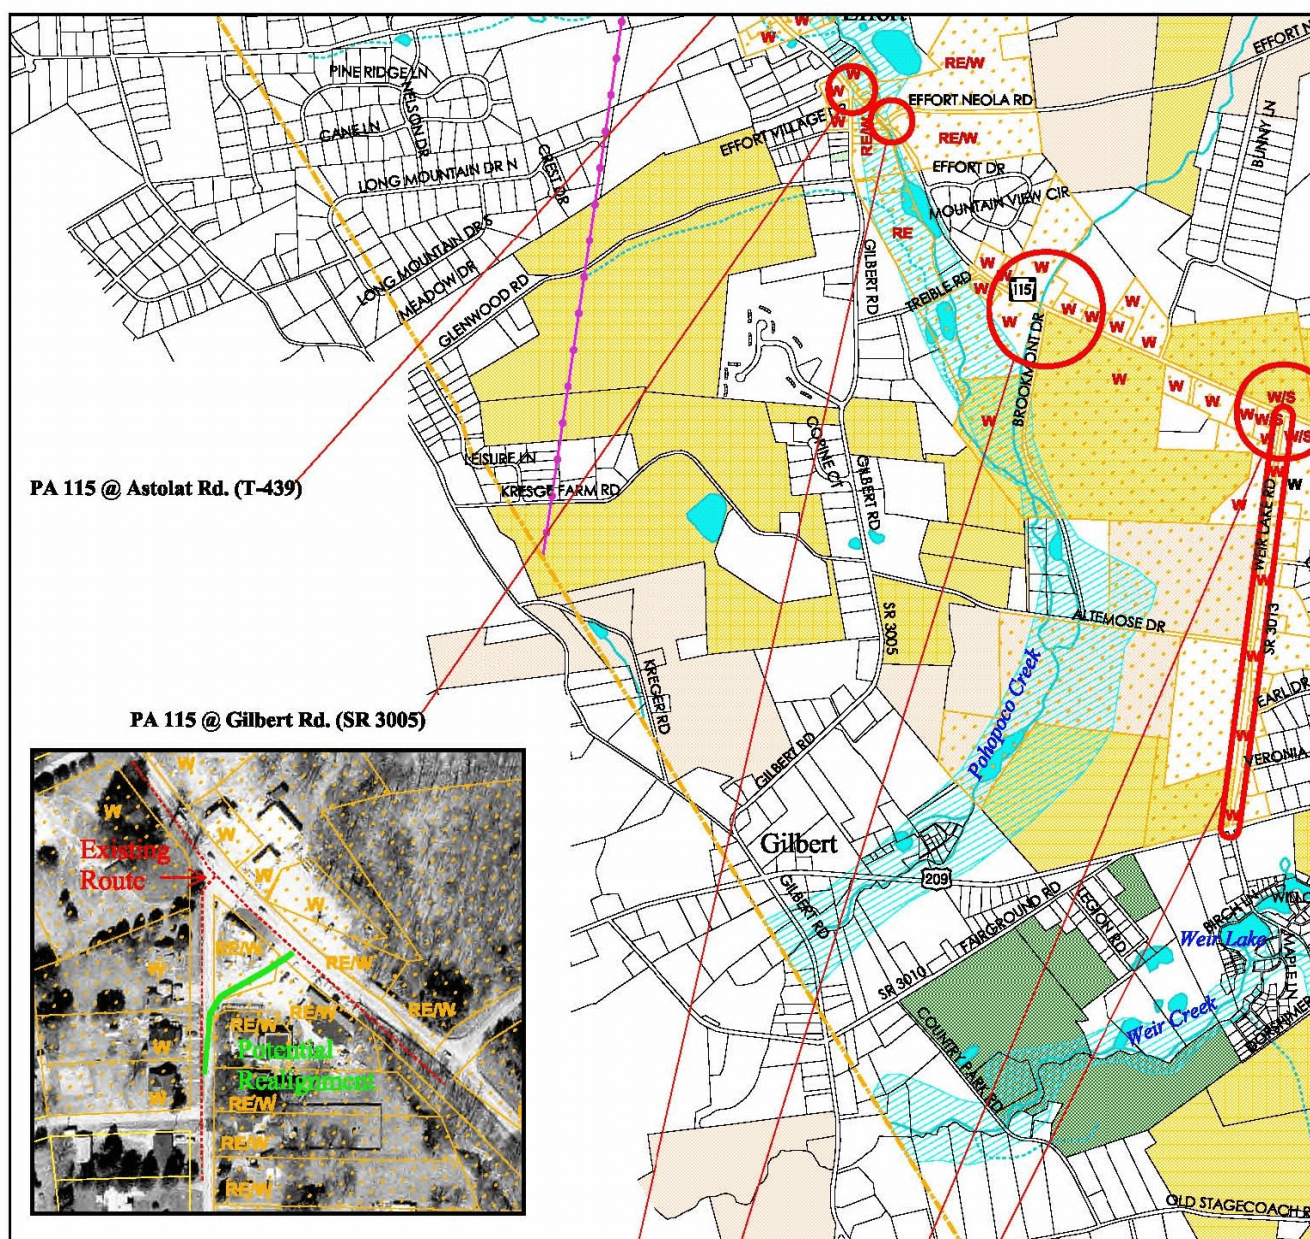 Effort
W
W
RE/W
EFFORT N
PINE RIDGE LN
NELSON DR
CANE LN
W
W
W
EFFORT NEOLA RD
EFFORT VILLAGE
RE/W
RE/W
BUNNY LN
CREST DR
LONG MOUNTAIN DR N
EFFORT DR
MOUNTAIN VIEW CIR
RE
LONG MOUNTAIN DR S
MEADOW DR
GLENWOOD RD
GILBERT RD
TREIBLE RD
W
W
W
W
115
W
W
W
W
W
W
BROOKMONT DR
W
W
W
W
W/S
W
W/S
W
W/S
COPINE CT
GILBERT RD
LEISURE LN
KRESGE FARM RD
PA 115 @ Astolat Rd. (T-439)
W
W
W
WEIR LAKE RD
W
SR 3005
ALTEMOSE DR
SR 3013
W
KREGER RD
Pohopoco Creek
EARL DR
PA 115 @ Gilbert Rd. (SR 3005)
W
VERONIA
GILBERT RD
W
Gilbert
209
GILBERT RD
FAIRGROUND RD
LEGION RD
SR 3010
BIRCH LN
Weir Lake
MAPLE LN
Weir Creek
COUNTRY PARK RD
OLD STAGECOACH R
W
W
Existing
Route
W
W
RE/W
RE/W
W
RE/W
RE/W
RE/W
W
Potential
Realignment
W
RE/W
RE/W
RE/W